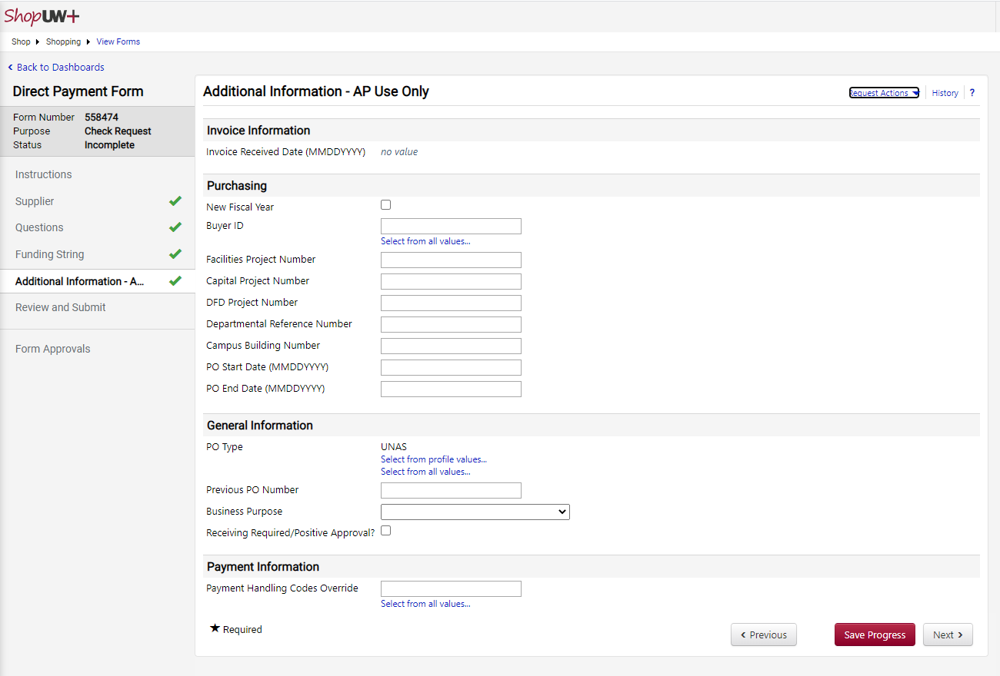 ShopUW+
Shop Shopping View Forms
Back to Dashboards
Direct Payment Form
Form Number 558474
Purpose Check Request
Status Incomplete
Instructions
Supplier
Questions
Funding String
Additional Information - A...
Review and Submit
Form Approvals
Additional Information - AP Use Only
Request Actions History ?
Invoice Information
Invoice Received Date (MMDDYYYY) no value
Purchasing
New Fiscal Year
Buyer ID
Select from all values...
Facilities Project Number
Capital Project Number
DFD Project Number
Departmental Reference Number
Campus Building Number
PO Start Date (MMDDYYYY)
PO End Date (MMDDYYYY)
General Information
PO Type UNAS
Select from profile values...
Select from all values...
Previous PO Number
Business Purpose
Receiving Required/Positive Approval?
Payment Information
Payment Handling Codes Override
Select from all values...
★ Required
Previous Save Progress Next